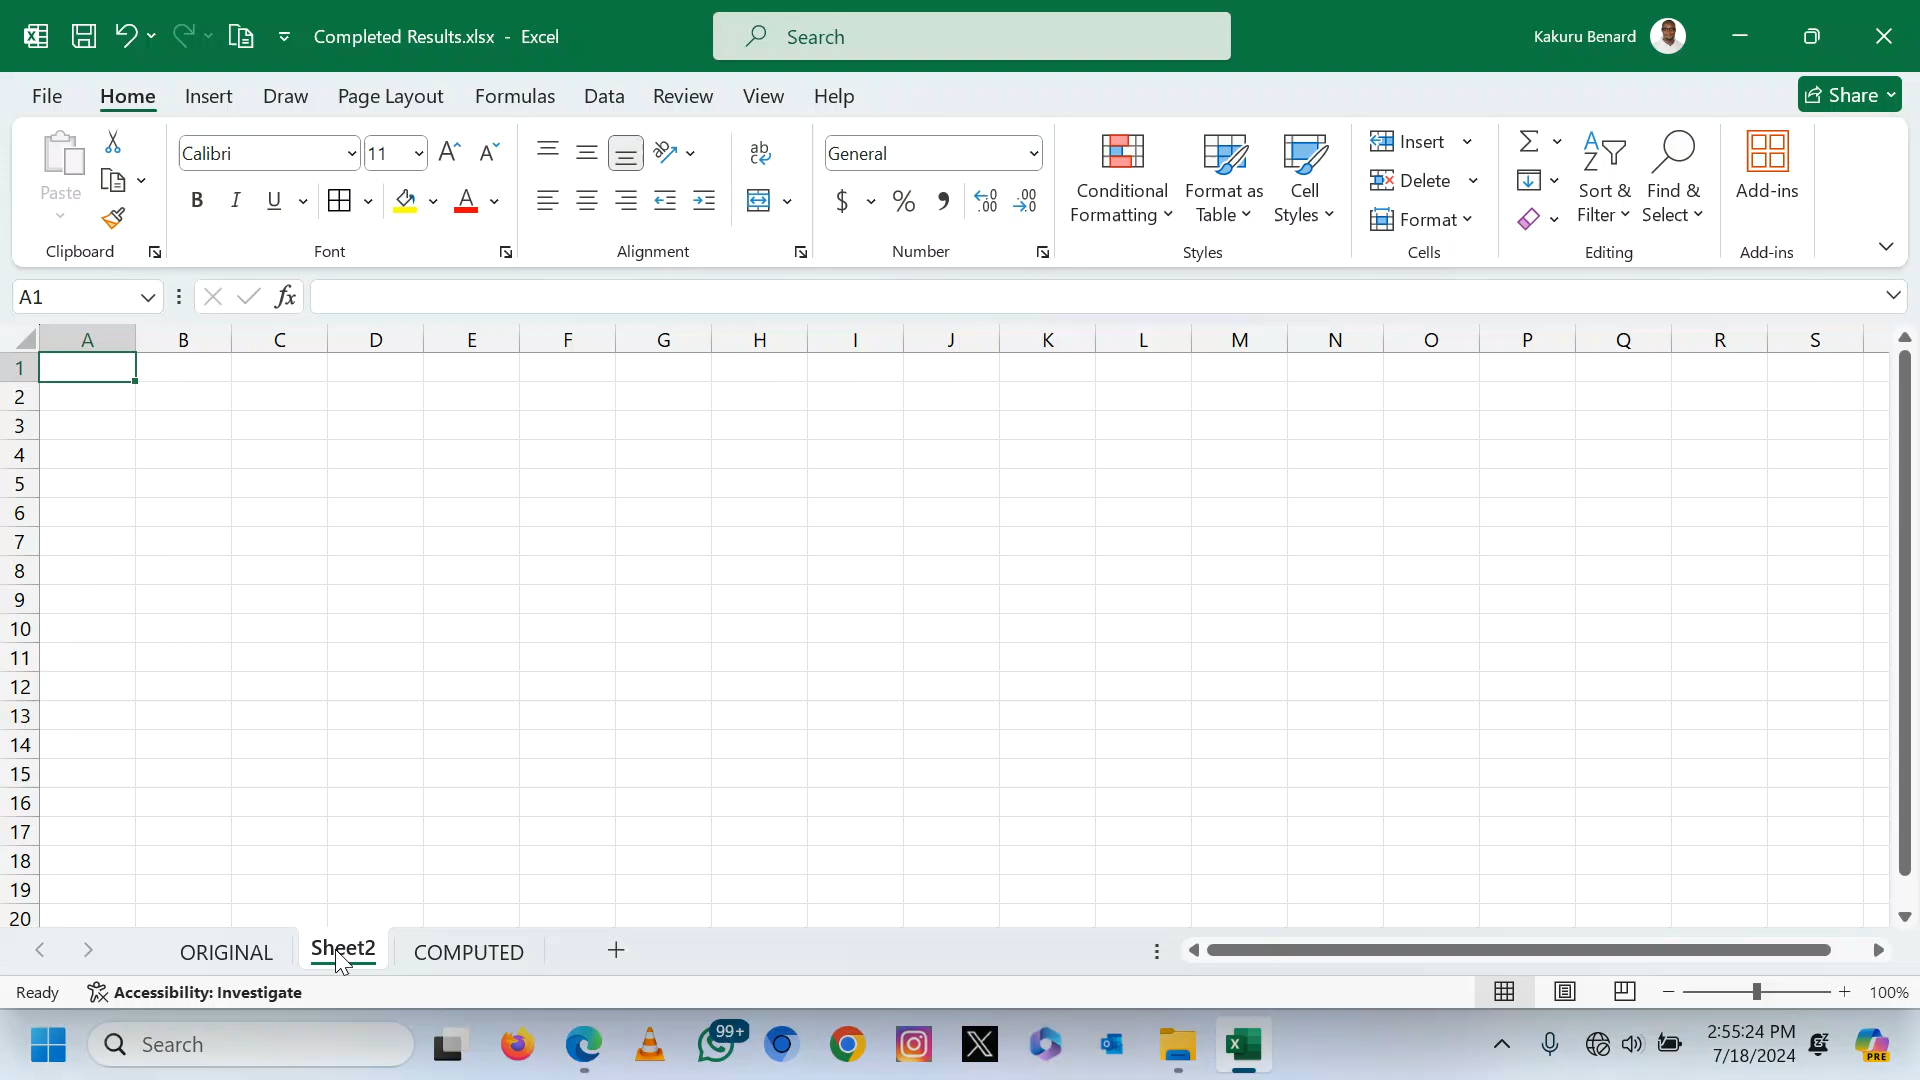 Completed Results.xlsx - Excel
Search
Kakuru Benard
File Home Insert Draw Page Layout Formulas Data Review View Help
Share
Paste
Clipboard
Calibri 11
B I U
Font
ab
Alignment
General
$ % ,
Number
Conditional Formatting
Format as Table
Cell Styles
Styles
Insert
Delete
Format
Cells
Sort & Filter
Find & Select
Editing
Add-ins
Add-ins
A1
fx
A B C D E F G H I J K L M N O P Q R S
1
2
3
4
5
6
7
8
9
10
11
12
13
14
15
16
17
18
19
20
ORIGINAL Sheet2 COMPUTED
Ready Accessibility: Investigate
100%
Search
99+
2:55:24 PM
7/18/2024
PRE